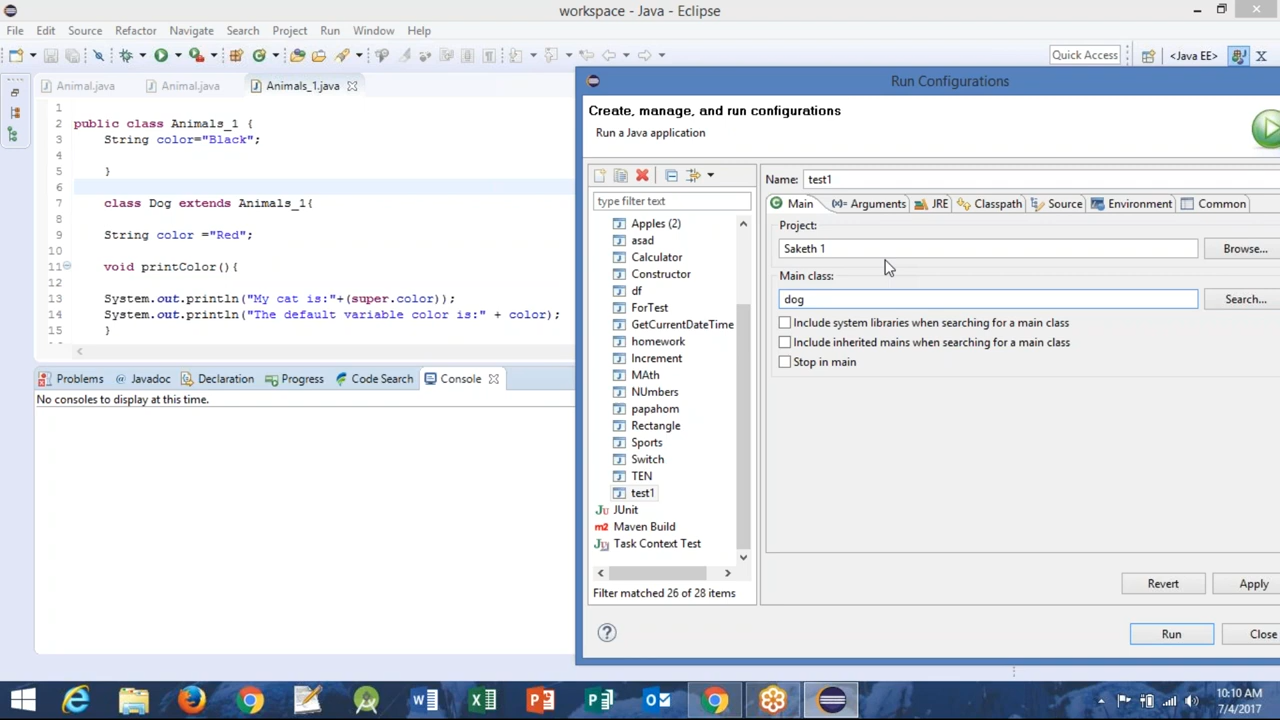 workspace - Java - Eclipse
File Edit Source Refactor Navigate Search Project Run Window Help
Quick Access <Java EE>
Animal.java Animal.java Animals_1.java
1
2 public class Animals_1 {
3 String color="Black";
4
5 }
6
7 class Dog extends Animals_1{
8
9 String color ="Red";
10
11 void printColor(){
12
13 System.out.println("My cat is:"+(super.color));
14 System.out.println("The default variable color is:" + color);
15 }
Problems Javadoc Declaration Progress Code Search Console
No consoles to display at this time.
Run Configurations
Create, manage, and run configurations
Run a Java application
type filter text
Apples (2)
asad
Calculator
Constructor
df
ForTest
GetCurrentDateTime
homework
Increment
MAth
NUmbers
papahom
Rectangle
Sports
Switch
TEN
test1
JUnit
Maven Build
Task Context Test
Filter matched 26 of 28 items
Name: test1
Main Arguments JRE Classpath Source Environment Common
Project:
Saketh 1
Browse...
Main class:
dog
Search...
Include system libraries when searching for a main class
Include inherited mains when searching for a main class
Stop in main
Revert Apply
Run Close
10:10 AM
7/4/2017